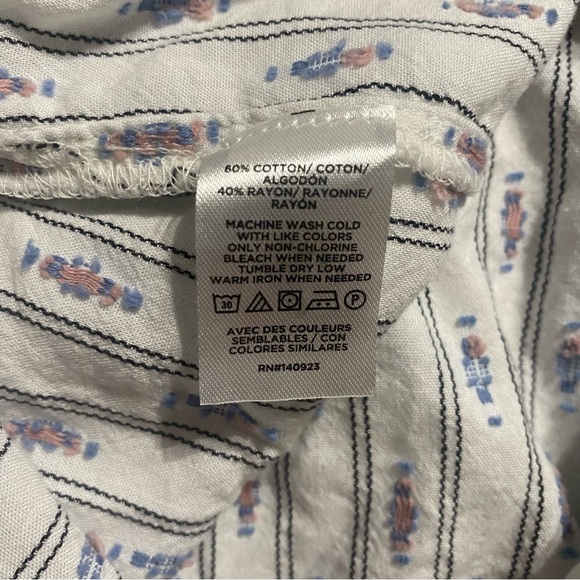 60% COTTON/ COTON/
ALGODÓN
40% RAYON/ RAYONNE/
RAYÓN
MACHINE WASH COLD
WITH LIKE COLORS
ONLY NON-CHLORINE
BLEACH WHEN NEEDED
TUMBLE DRY LOW
WARM IRON WHEN NEEDED
30 P
AVEC DES COULEURS
SEMBLABLES / CON
COLORES SIMILARES
RN#140923